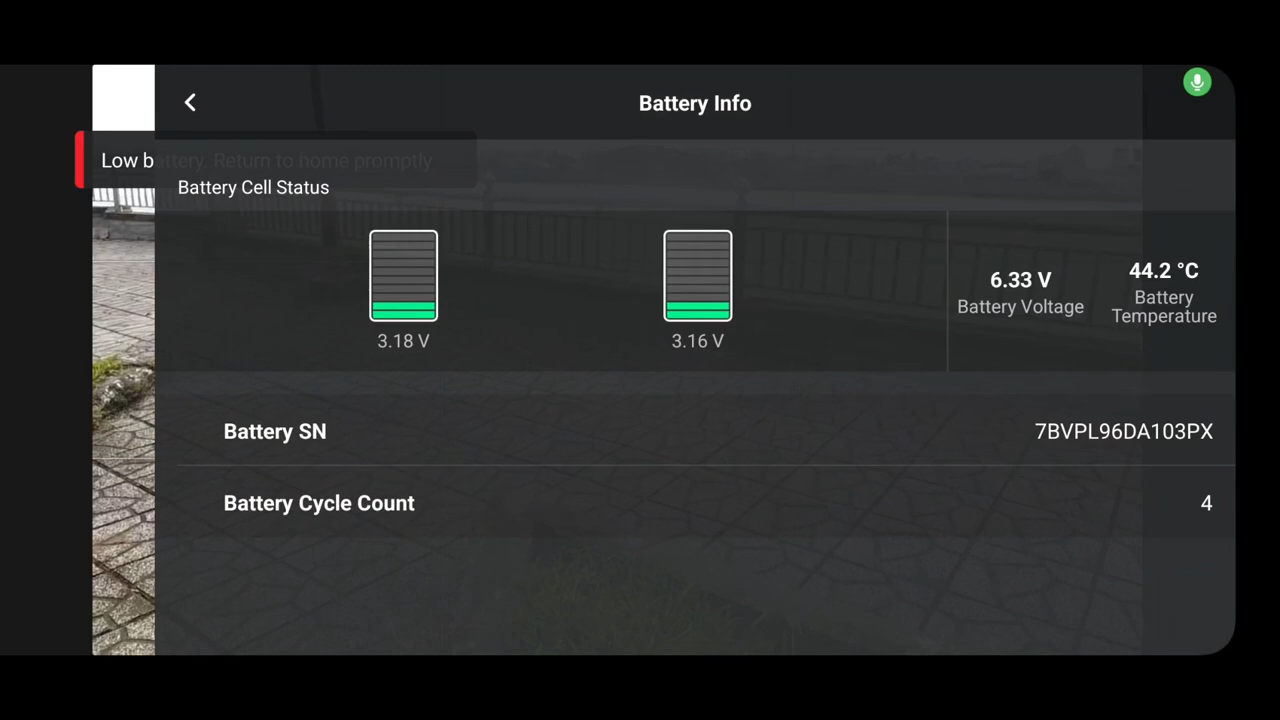 Battery Info
Low battery. Return to home promptly
Battery Cell Status
3.18 V
3.16 V
6.33 V
Battery Voltage
44.2 °C
Battery
Temperature
Battery SN
7BVPL96DA103PX
Battery Cycle Count
4